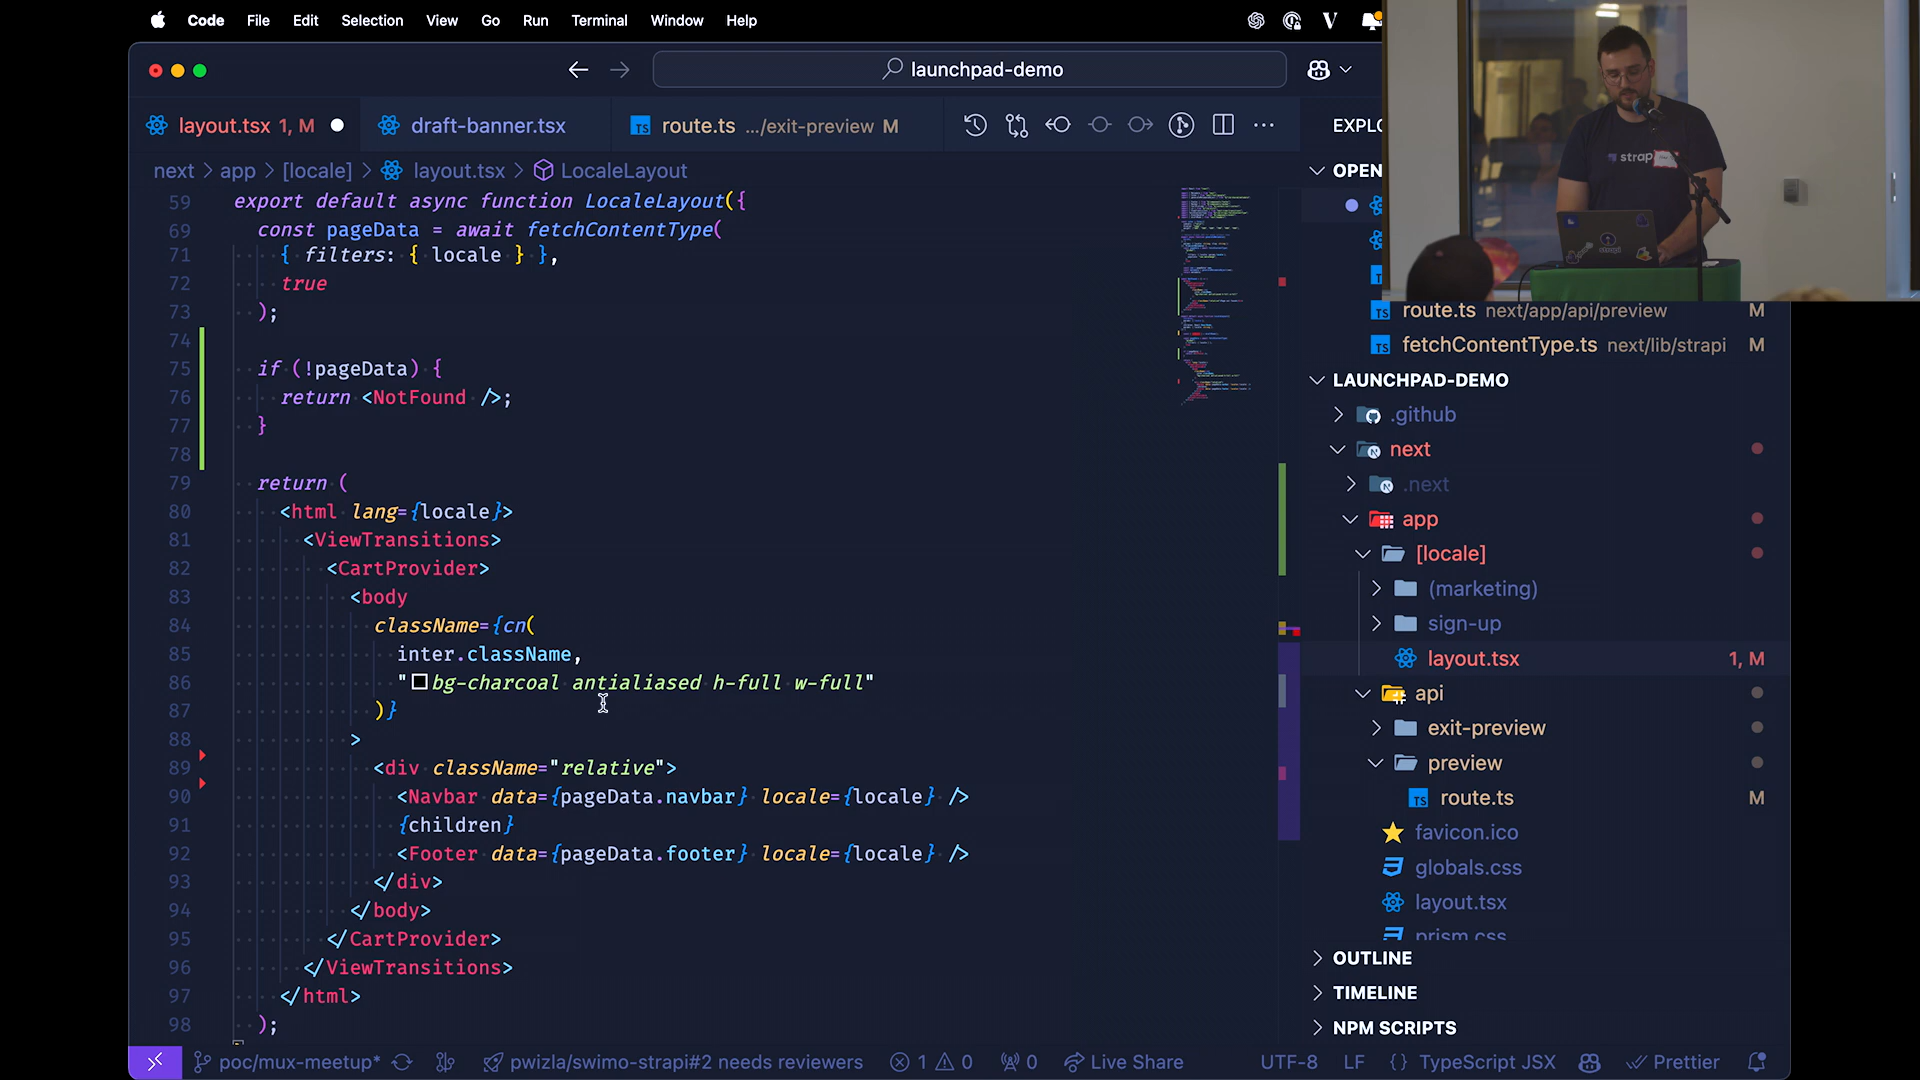 Code File Edit Selection View Go Run Terminal Window Help
launchpad-demo
layout.tsx 1, M
draft-banner.tsx
TS route.ts .../exit-preview M
next > app > [locale] > layout.tsx > LocaleLayout
59 export default async function LocaleLayout({
69 const pageData = await fetchContentType(
71 { filters: { locale } },
72 true
73 );
74
75 if (!pageData) {
76 return <NotFound />;
77 }
78
79 return (
80 <html lang={locale}>
81 <ViewTransitions>
82 <CartProvider>
83 <body
84 className={cn(
85 inter.className,
86 "bg-charcoal antialiased h-full w-full"
87 )}
88 >
89 <div className="relative">
90 <Navbar data={pageData.navbar} locale={locale} />
91 {children}
92 <Footer data={pageData.footer} locale={locale} />
93 </div>
94 </body>
95 </CartProvider>
96 </ViewTransitions>
97 </html>
98 );
TS route.ts next/app/api/preview M
TS fetchContentType.ts next/lib/strapi M
LAUNCHPAD-DEMO
.github
next
.next
app
[locale]
(marketing)
sign-up
layout.tsx 1, M
api
exit-preview
preview
TS route.ts M
favicon.ico
globals.css
layout.tsx
prism.css
OUTLINE
TIMELINE
NPM SCRIPTS
poc/mux-meetup* pwizla/swimo-strapi#2 needs reviewers 1 0 0 Live Share UTF-8 LF {} TypeScript JSX Prettier
strapi